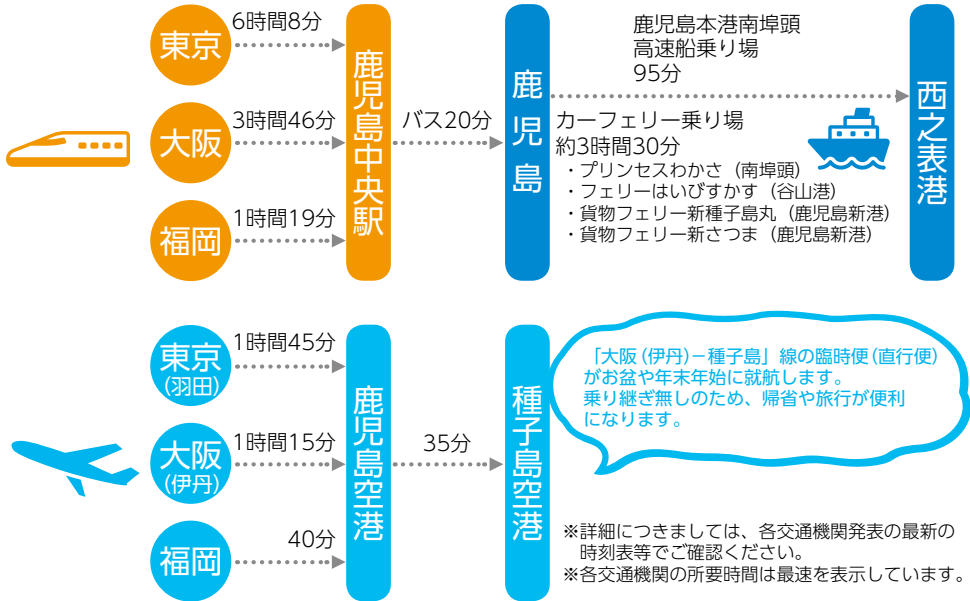 東京
6時間8分
大阪
3時間46分
福岡
1時間19分
鹿児島中央駅
バス20分
鹿児島
鹿児島本港南埠頭
高速船乗り場
95分
カーフェリー乗り場
約3時間30分
・プリンセスわかさ（南埠頭）
・フェリーはいびすかす（谷山港）
・貨物フェリー新種子島丸（鹿児島新港）
・貨物フェリー新さつま（鹿児島新港）
西之表港
東京
(羽田)
1時間45分
大阪
(伊丹)
1時間15分
福岡
40分
鹿児島空港
35分
種子島空港
「大阪(伊丹)－種子島」線の臨時便(直行便)
がお盆や年末年始に就航します。
乗り継ぎ無しのため、帰省や旅行が便利
になります。
※詳細につきましては、各交通機関発表の最新の
時刻表等でご確認ください。
※各交通機関の所要時間は最速を表示しています。